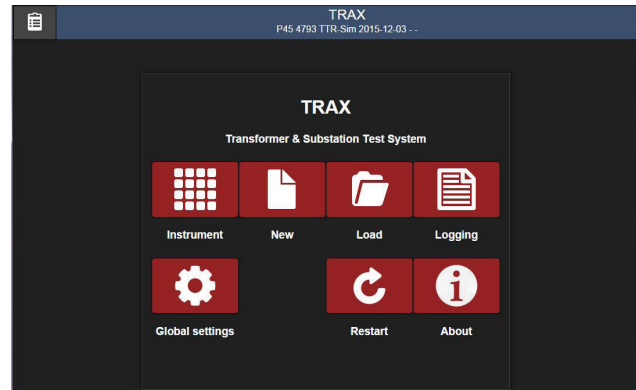 TRAX
P45 4793 TTR-Sim 2015-12-03 - -
TRAX
Transformer & Substation Test System
Instrument New Load Logging
Global settings Restart About